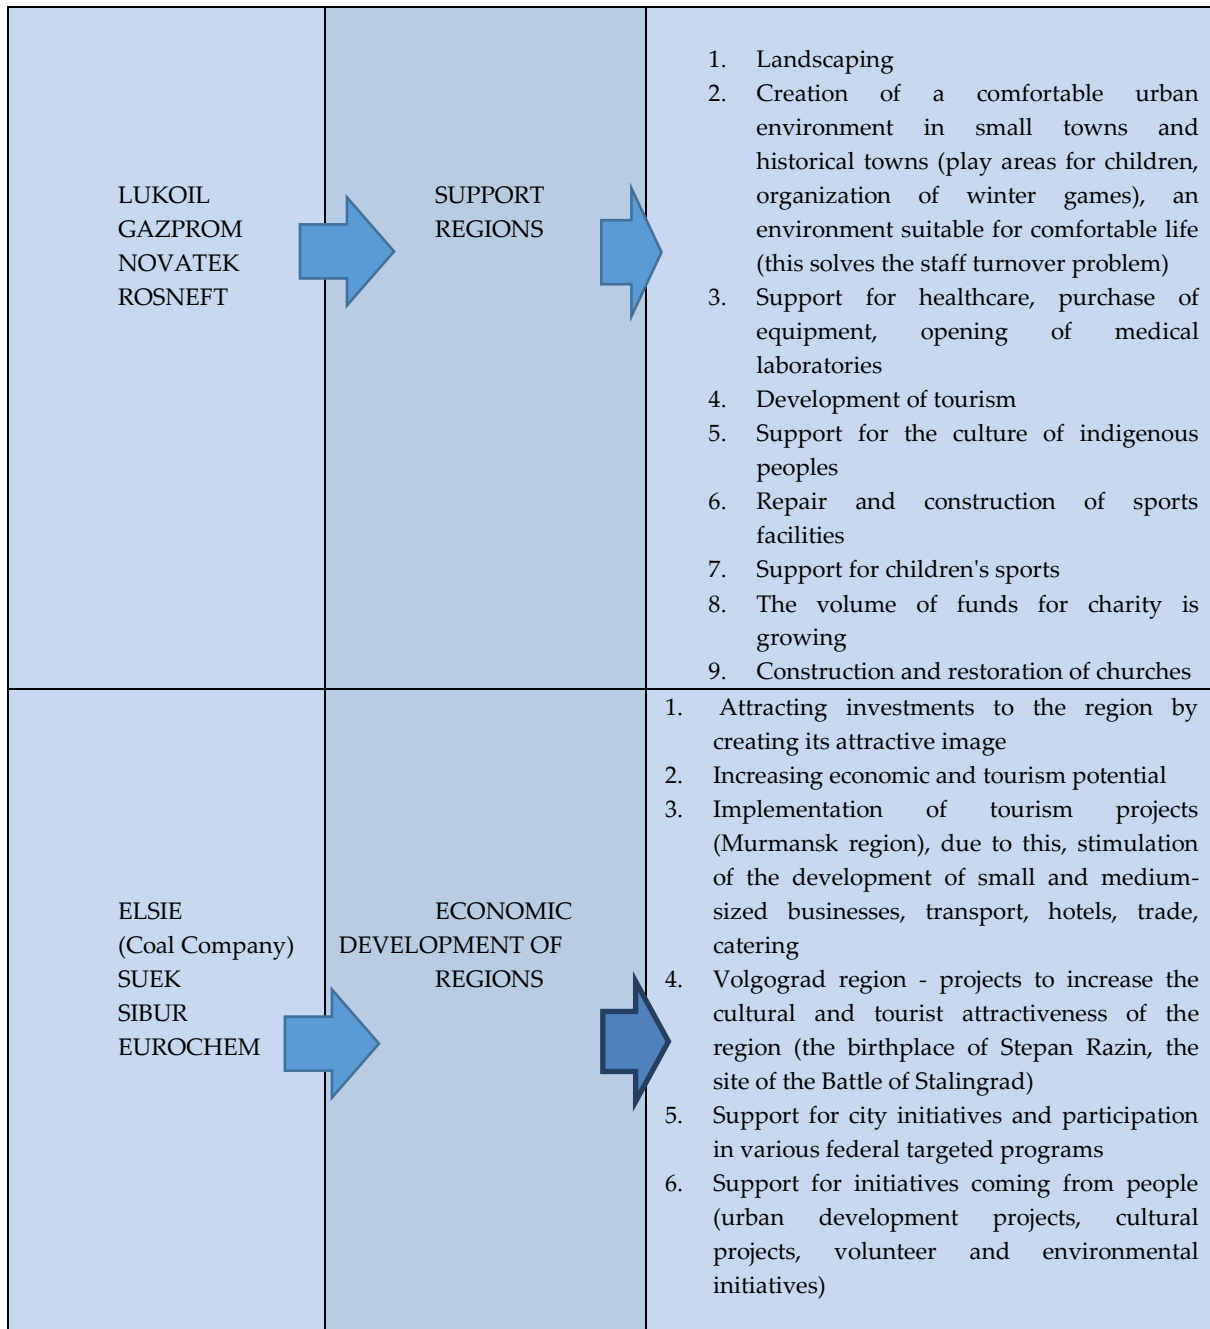 LUKOIL
GAZPROM
NOVATEK
ROSNEFT
SUPPORT
REGIONS
1. Landscaping
2. Creation of a comfortable urban
environment in small towns and
historical towns (play areas for children,
organization of winter games), an
environment suitable for comfortable life
(this solves the staff turnover problem)
3. Support for healthcare, purchase of
equipment, opening of medical
laboratories
4. Development of tourism
5. Support for the culture of indigenous
peoples
6. Repair and construction of sports
facilities
7. Support for children's sports
8. The volume of funds for charity is
growing
9. Construction and restoration of churches
ELSIE
(Coal Company)
SUEK
SIBUR
EUROCHEM
ECONOMIC
DEVELOPMENT OF
REGIONS
1. Attracting investments to the region by
creating its attractive image
2. Increasing economic and tourism potential
3. Implementation of tourism projects
(Murmansk region), due to this, stimulation
of the development of small and medium-
sized businesses, transport, hotels, trade,
catering
4. Volgograd region - projects to increase the
cultural and tourist attractiveness of the
region (the birthplace of Stepan Razin, the
site of the Battle of Stalingrad)
5. Support for city initiatives and participation
in various federal targeted programs
6. Support for initiatives coming from people
(urban development projects, cultural
projects, volunteer and environmental
initiatives)